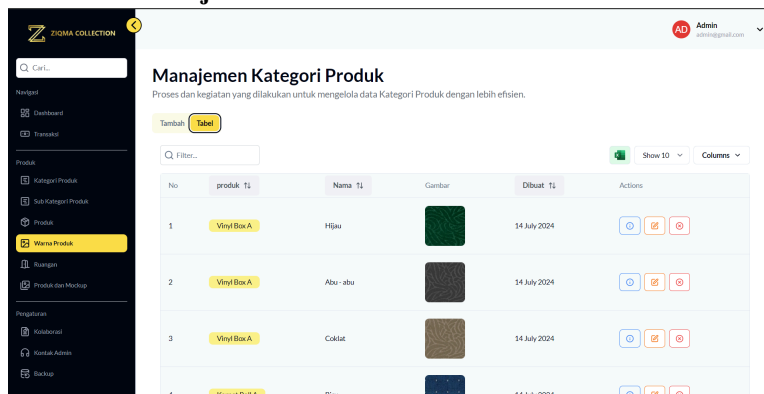 ZIQMA COLLECTION
Cari...
Navigasi
Dashboard
Transaksi
Produk
Kategori Produk
Sub Kategori Produk
Produk
Warna Produk
Ruangan
Produk dan Mockup
Pengaturan
Kolaborasi
Kontak Admin
Backup
AD
Admin
admin@gmail.com
Manajemen Kategori Produk
Proses dan kegiatan yang dilakukan untuk mengelola data Kategori Produk dengan lebih efisien.
Tambah Tabel
Filter... Show 10 Columns
No produk Nama Gambar Dibuat Actions
1 Vinyl Box A Hijau 14 July 2024
2 Vinyl Box A Abu - abu 14 July 2024
3 Vinyl Box A Coklat 14 July 2024